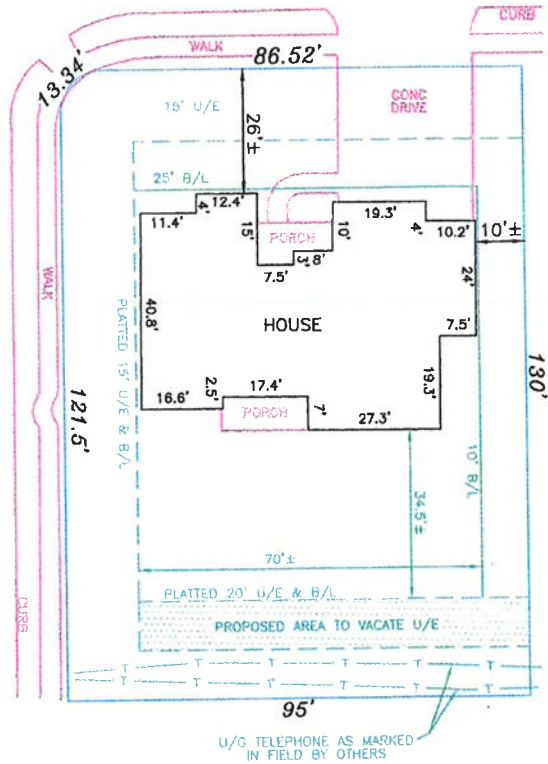 CURB
WALK
86.52'
13.34'
15' U/E
26'±
CONC
DRIVE
25' B/L
12.4'
4'
11.4'
15'
PORCH
10'
19.3'
4'
10.2'
10'±
3'
8'
7.5'
24'
WALK
40.8'
HOUSE
7.5'
PLATTED 15' U/E & B/L
19.3'
130'
121.5'
16.6'
2.5'
17.4'
PORCH
7'
27.3'
10' B/L
34.5'±
70'±
PLATTED 20' U/E & B/L
CURB
PROPOSED AREA TO VACATE U/E
T T T T T T
T T T T T T
95'
U/G TELEPHONE AS MARKED
IN FIELD BY OTHERS